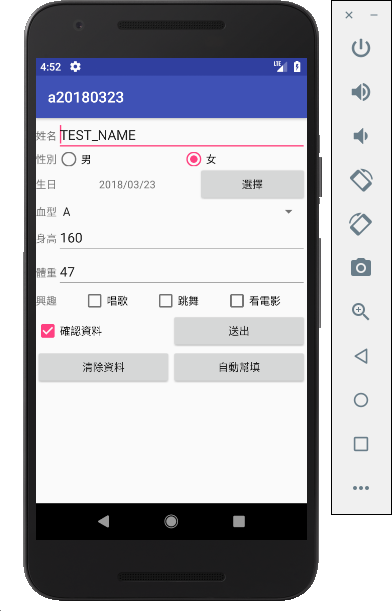 4:52 LTE
a20180323
姓名 TEST_NAME
性別 男 女
生日 2018/03/23 選擇
血型 A
身高 160
體重 47
興趣 唱歌 跳舞 看電影
確認資料 送出
清除資料 自動幫填